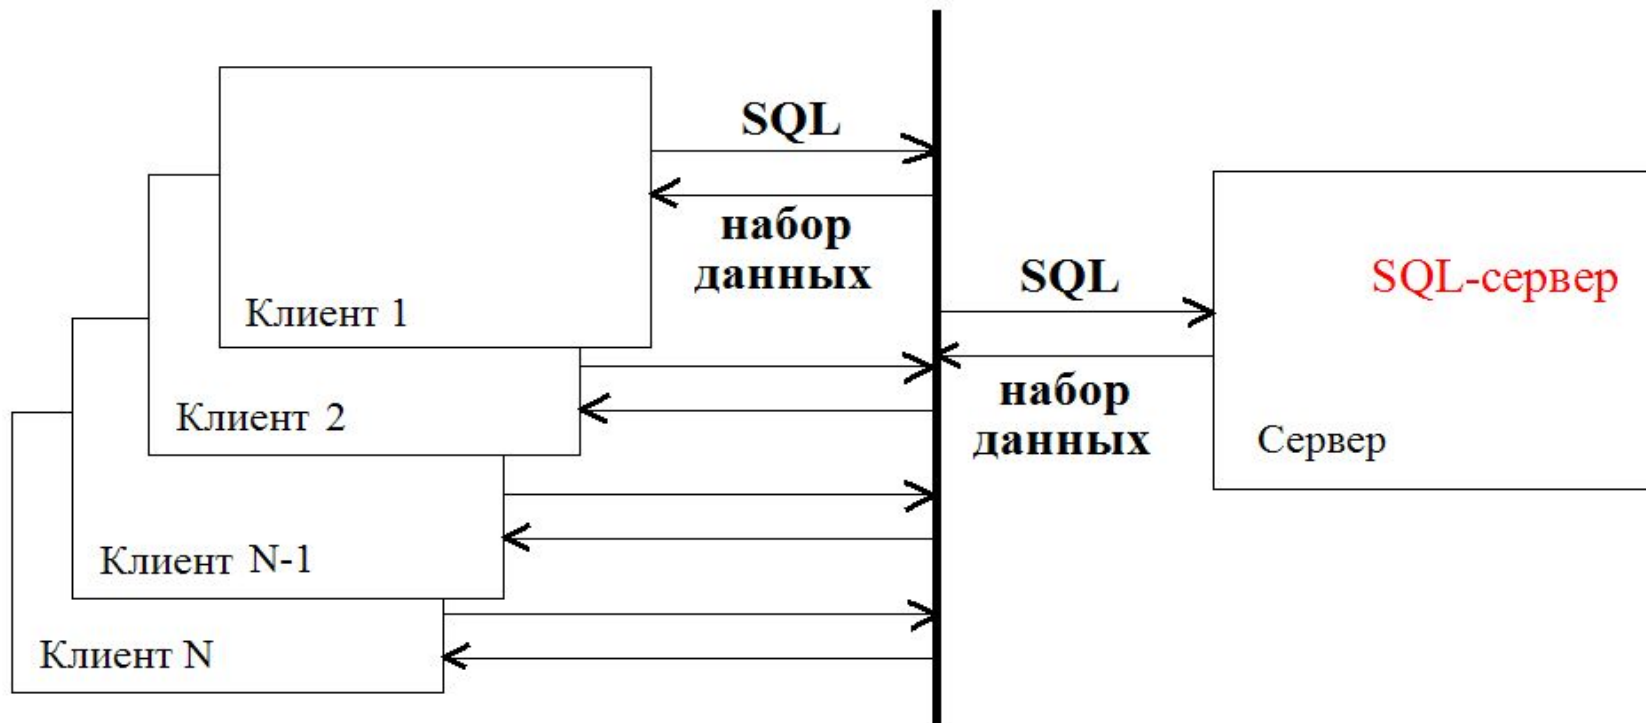 SQL
набор
данных
Клиент 1
SQL
SQL-сервер
набор
данных
Сервер
Клиент 2
Клиент N-1
Клиент N